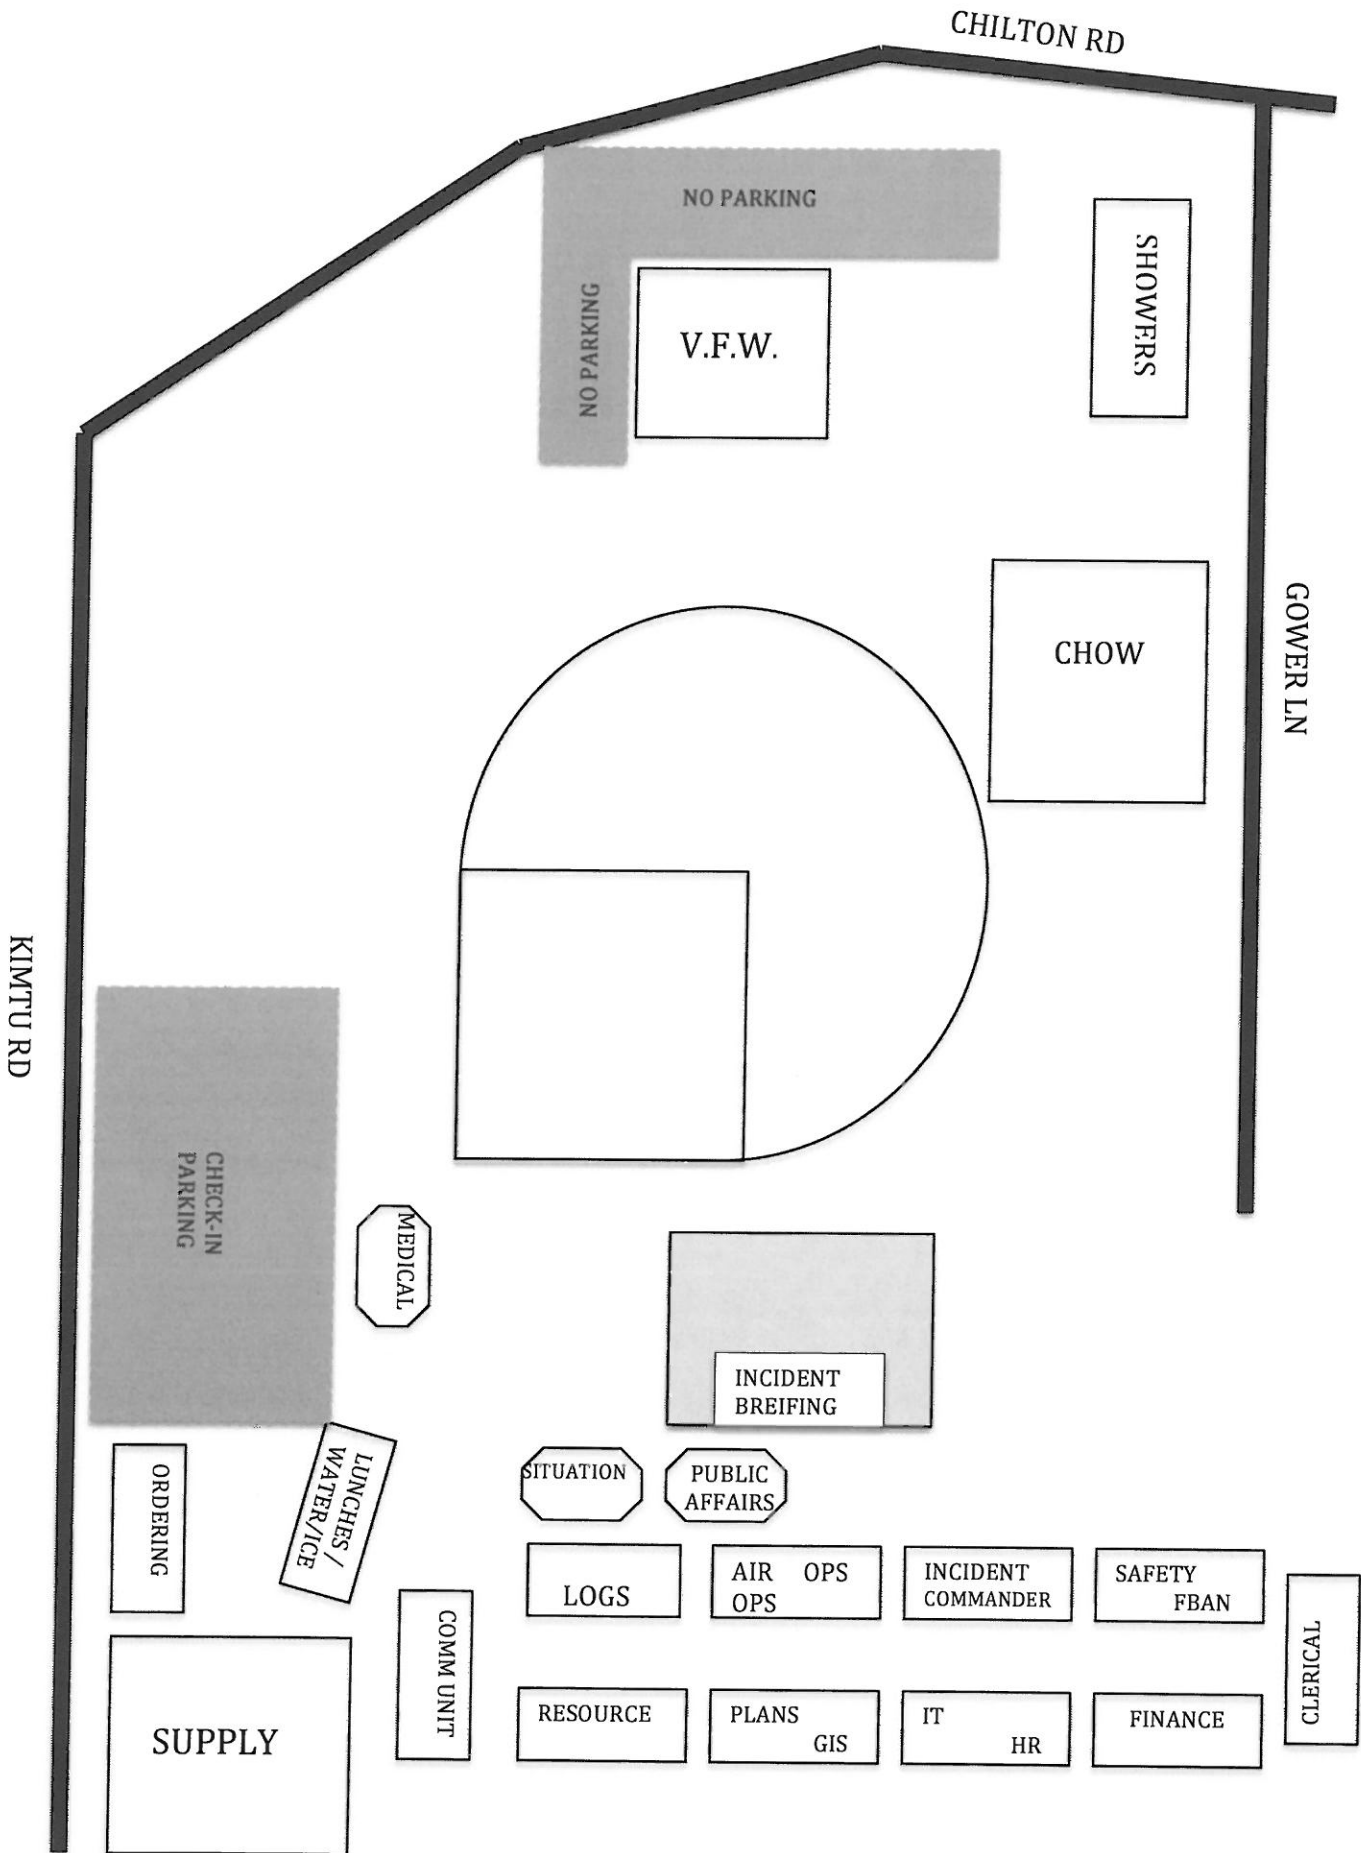 CHILTON RD
NO PARKING
SHOWERS
NO PARKING
V.F.W.
GOWER LN
CHOW
KIMTU RD
CHECK-IN
PARKING
MEDICAL
INCIDENT
BREIFING
ORDERING
LUNCHES /
WATER/ICE
SITUATION
PUBLIC
AFFAIRS
LOGS
AIR OPS
OPS
INCIDENT
COMMANDER
SAFETY
FBAN
CLERICAL
COMM UNIT
SUPPLY
RESOURCE
PLANS
GIS
IT
HR
FINANCE